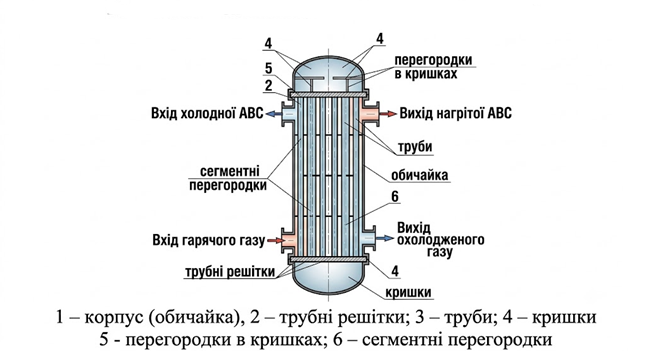 4 4
перегородки
в кришках
5
2
Вхід холодної АВС
Вихід нагрітої АВС
труби
сегментні
перегородки
обичайка
6
Вхід гарячого газу
Вихід
охолодженого
газу
трубні решітки
4
кришки
1 – корпус (обичайка), 2 – трубні решітки; 3 – труби; 4 – кришки
5 - перегородки в кришках; 6 – сегментні перегородки